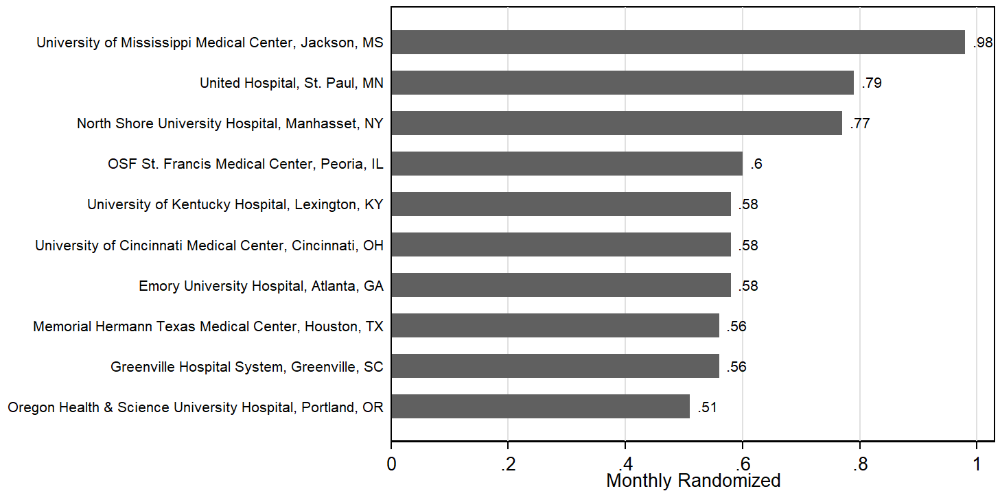 University of Mississippi Medical Center, Jackson, MS .98
United Hospital, St. Paul, MN .79
North Shore University Hospital, Manhasset, NY .77
OSF St. Francis Medical Center, Peoria, IL .6
University of Kentucky Hospital, Lexington, KY .58
University of Cincinnati Medical Center, Cincinnati, OH .58
Emory University Hospital, Atlanta, GA .58
Memorial Hermann Texas Medical Center, Houston, TX .56
Greenville Hospital System, Greenville, SC .56
Oregon Health & Science University Hospital, Portland, OR .51
0 .2 .4 .6 .8 1
Monthly Randomized